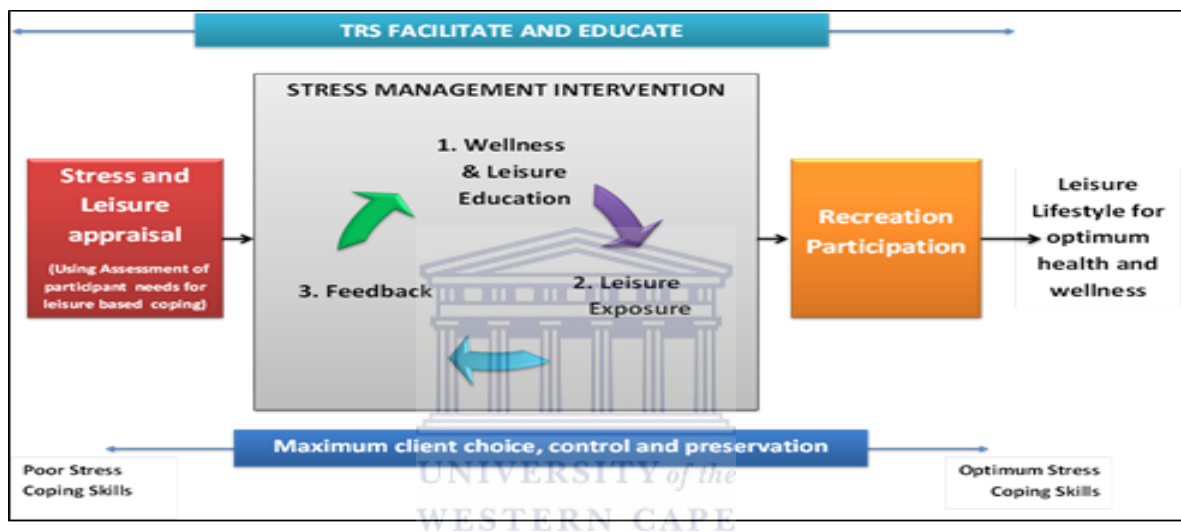 TRS FACILITATE AND EDUCATE
STRESS MANAGEMENT INTERVENTION
Stress and
Leisure
appraisal
(Using Assessment of
participant needs for
leisure based coping)
1. Wellness
& Leisure
Education
2. Leisure
Exposure
3. Feedback
Recreation
Participation
Leisure
Lifestyle for
optimum
health and
wellness
Maximum client choice, control and preservation
Poor Stress
Coping Skills
Optimum Stress
Coping Skills
UNIVERSITY of the
WESTERN CAPE